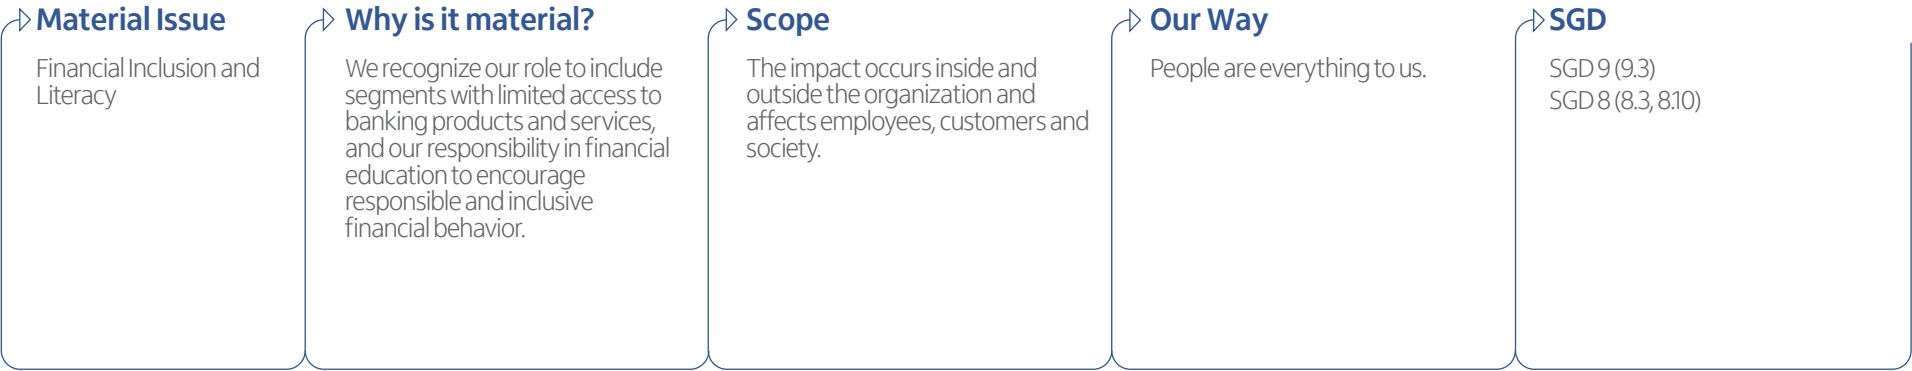 Material Issue
Financial Inclusion and
Literacy
Why is it material?
We recognize our role to include
segments with limited access to
banking products and services,
and our responsibility in financial
education to encourage
responsible and inclusive
financial behavior.
Scope
The impact occurs inside and
outside the organization and
affects employees, customers and
society.
Our Way
People are everything to us.
SGD
SGD 9 (9.3)
SGD 8 (8.3, 8.10)